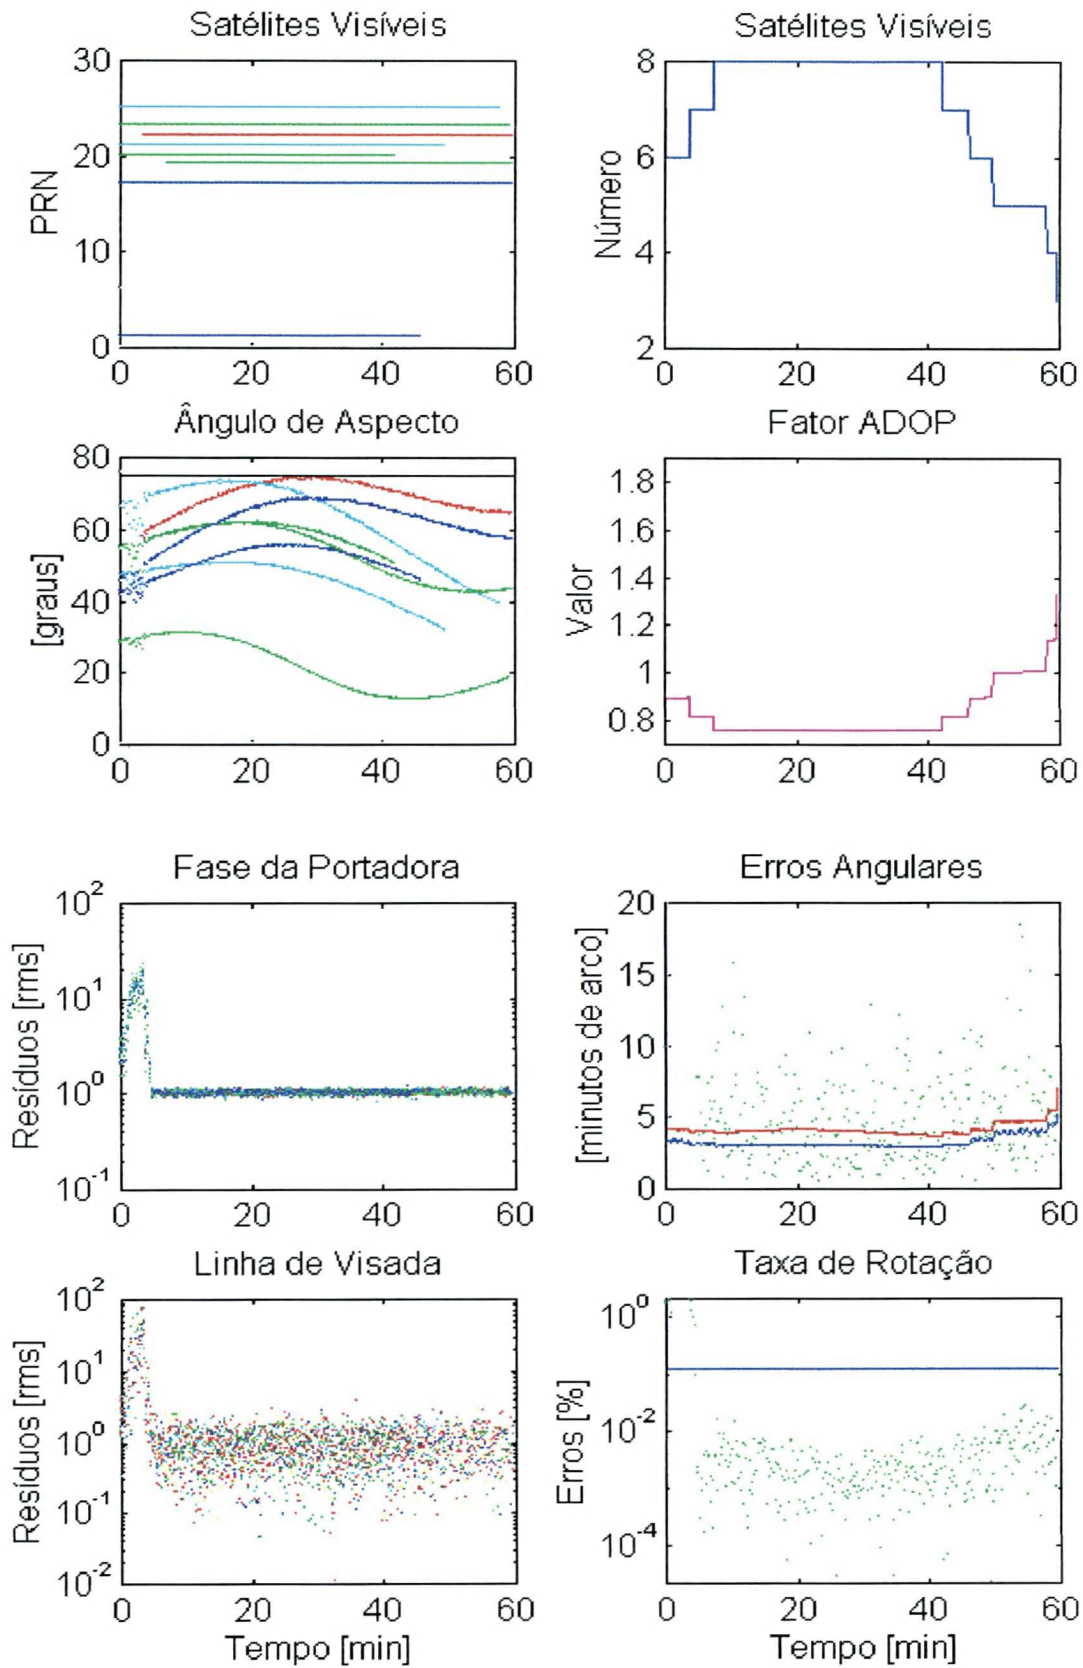 Satélites Visíveis
30
20
10
0
PRN
0 20 40 60
Satélites Visíveis
8
6
4
2
Número
0 20 40 60
Ângulo de Aspecto
80
60
40
20
0
[graus]
0 20 40 60
Fator ADOP
1.8
1.6
1.4
1.2
1
0.8
Valor
0 20 40 60
Fase da Portadora
10²
10¹
10⁰
10⁻¹
Resíduos [rms]
0 20 40 60
Erros Angulares
20
15
10
5
0
[minutos de arco]
0 20 40 60
Linha de Visada
10²
10¹
10⁰
10⁻¹
10⁻²
Resíduos [rms]
0 20 40 60
Tempo [min]
Taxa de Rotação
10⁰
10⁻²
10⁻⁴
Erros [%]
0 20 40 60
Tempo [min]